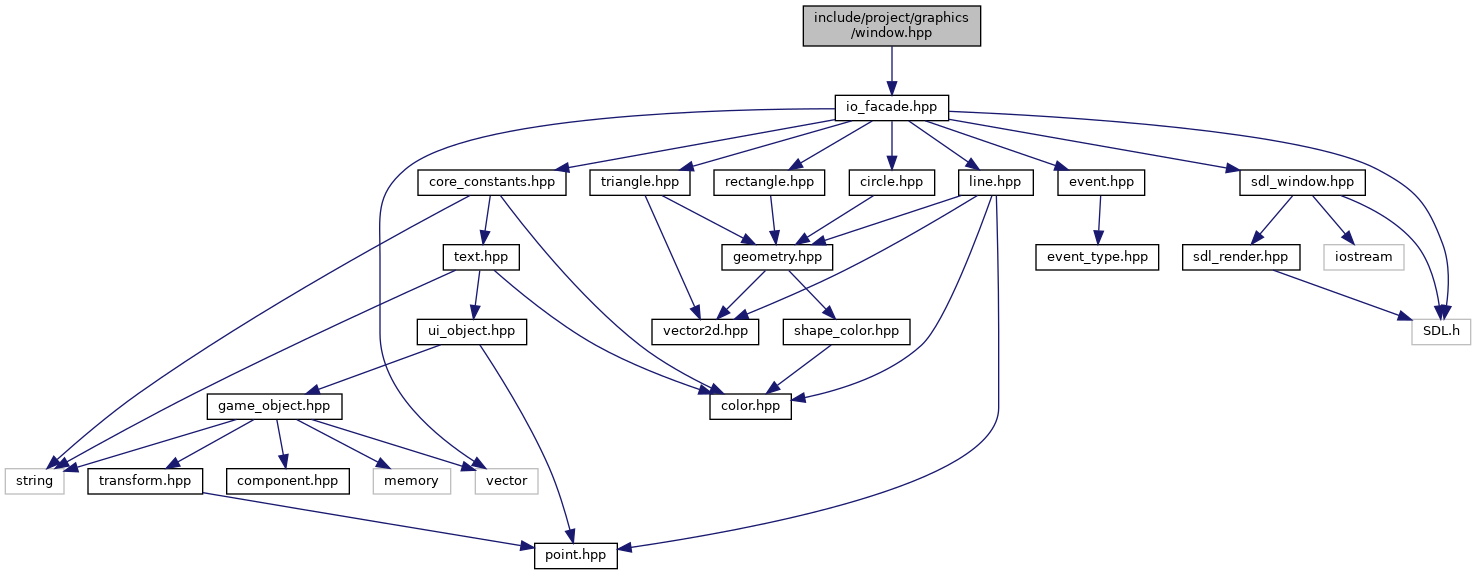 include/project/graphics
/window.hpp
io_facade.hpp
core_constants.hpp
triangle.hpp
rectangle.hpp
circle.hpp
line.hpp
event.hpp
sdl_window.hpp
text.hpp
geometry.hpp
event_type.hpp
sdl_render.hpp
iostream
ui_object.hpp
vector2d.hpp
shape_color.hpp
SDL.h
game_object.hpp
color.hpp
string
transform.hpp
component.hpp
memory
vector
point.hpp